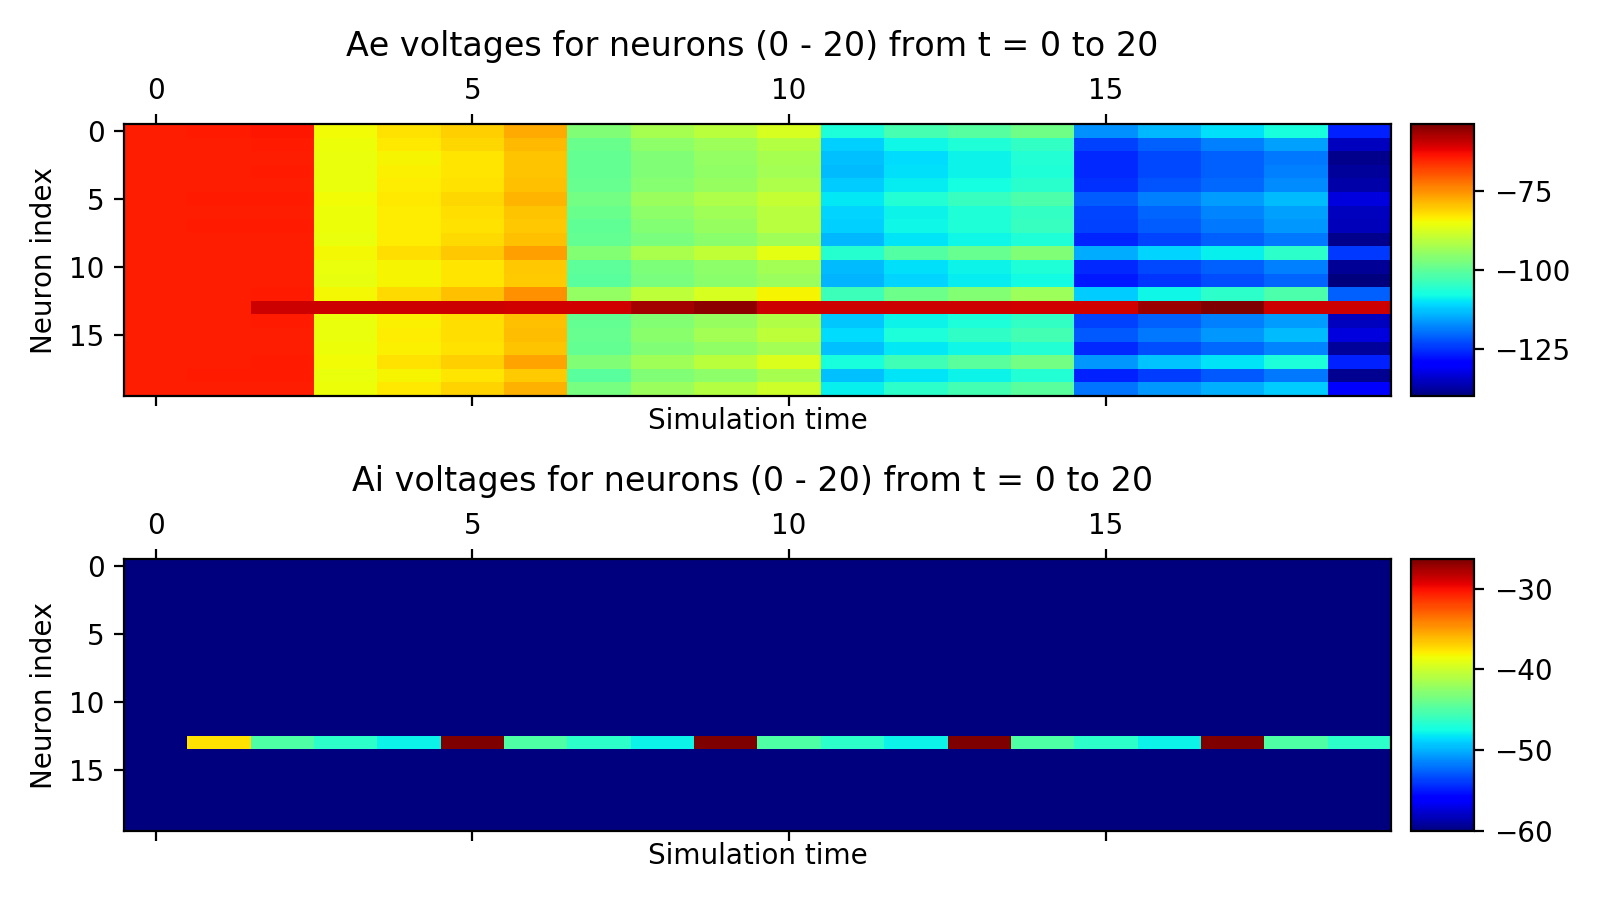 Ae voltages for neurons (0 - 20) from t = 0 to 20
0 5 10 15
Neuron index
0
5
10
15
Simulation time
−75
−100
−125
Ai voltages for neurons (0 - 20) from t = 0 to 20
0 5 10 15
Neuron index
0
5
10
15
Simulation time
−30
−40
−50
−60